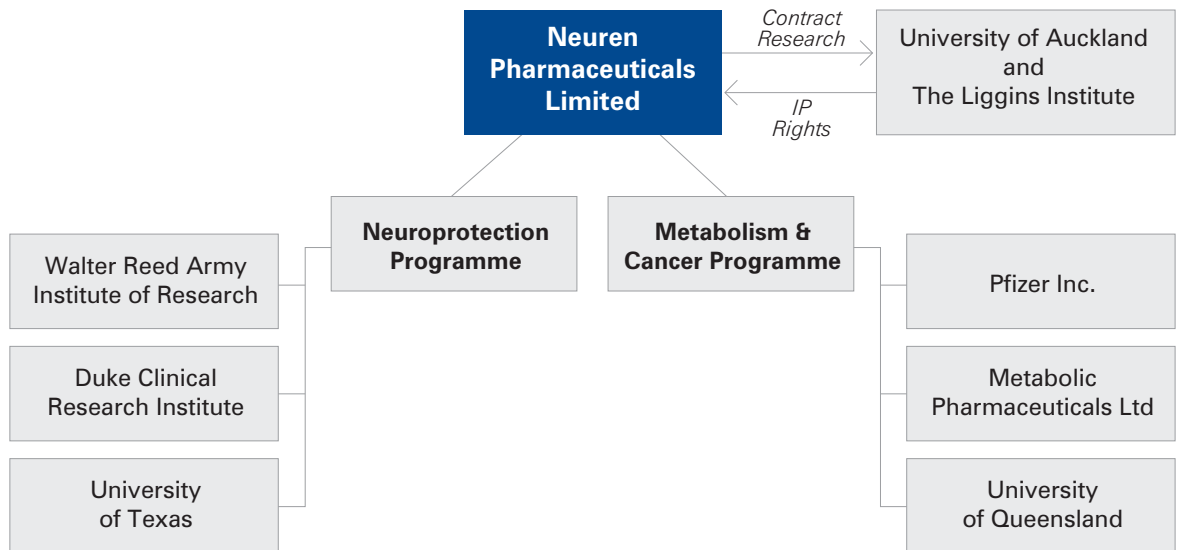 Neuren
Pharmaceuticals
Limited
Contract
Research
IP
Rights
University of Auckland
and
The Liggins Institute
Neuroprotection
Programme
Metabolism &
Cancer Programme
Walter Reed Army
Institute of Research
Duke Clinical
Research Institute
University
of Texas
Pfizer Inc.
Metabolic
Pharmaceuticals Ltd
University
of Queensland